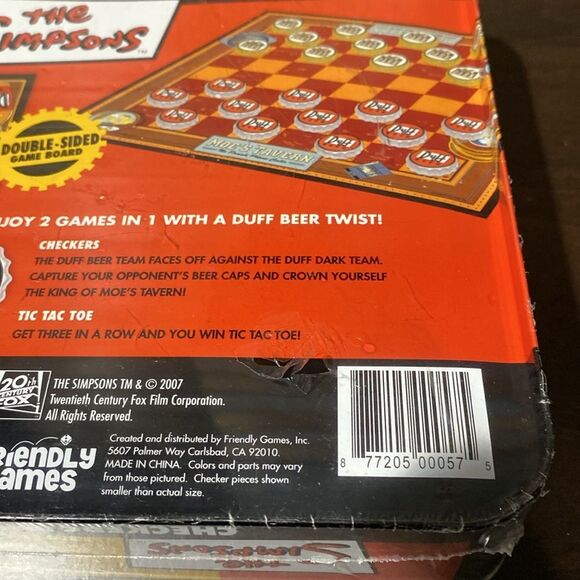 THE
SIMPSONS™
DOUBLE-SIDED
GAME BOARD
Duff
MOE'S TAVERN
JOY 2 GAMES IN 1 WITH A DUFF BEER TWIST!
CHECKERS
THE DUFF BEER TEAM FACES OFF AGAINST THE DUFF DARK TEAM.
CAPTURE YOUR OPPONENT'S BEER CAPS AND CROWN YOURSELF
THE KING OF MOE'S TAVERN!
TIC TAC TOE
GET THREE IN A ROW AND YOU WIN TIC TAC TOE!
20th
CENTURY
FOX
THE SIMPSONS TM & © 2007
Twentieth Century Fox Film Corporation.
All Rights Reserved.
RIENDLY
ames
Created and distributed by Friendly Games, Inc.
5607 Palmer Way Carlsbad, CA 92010.
MADE IN CHINA. Colors and parts may vary
from those pictured. Checker pieces shown
smaller than actual size.
8 77205 00057 5
THE
SIMPSONS